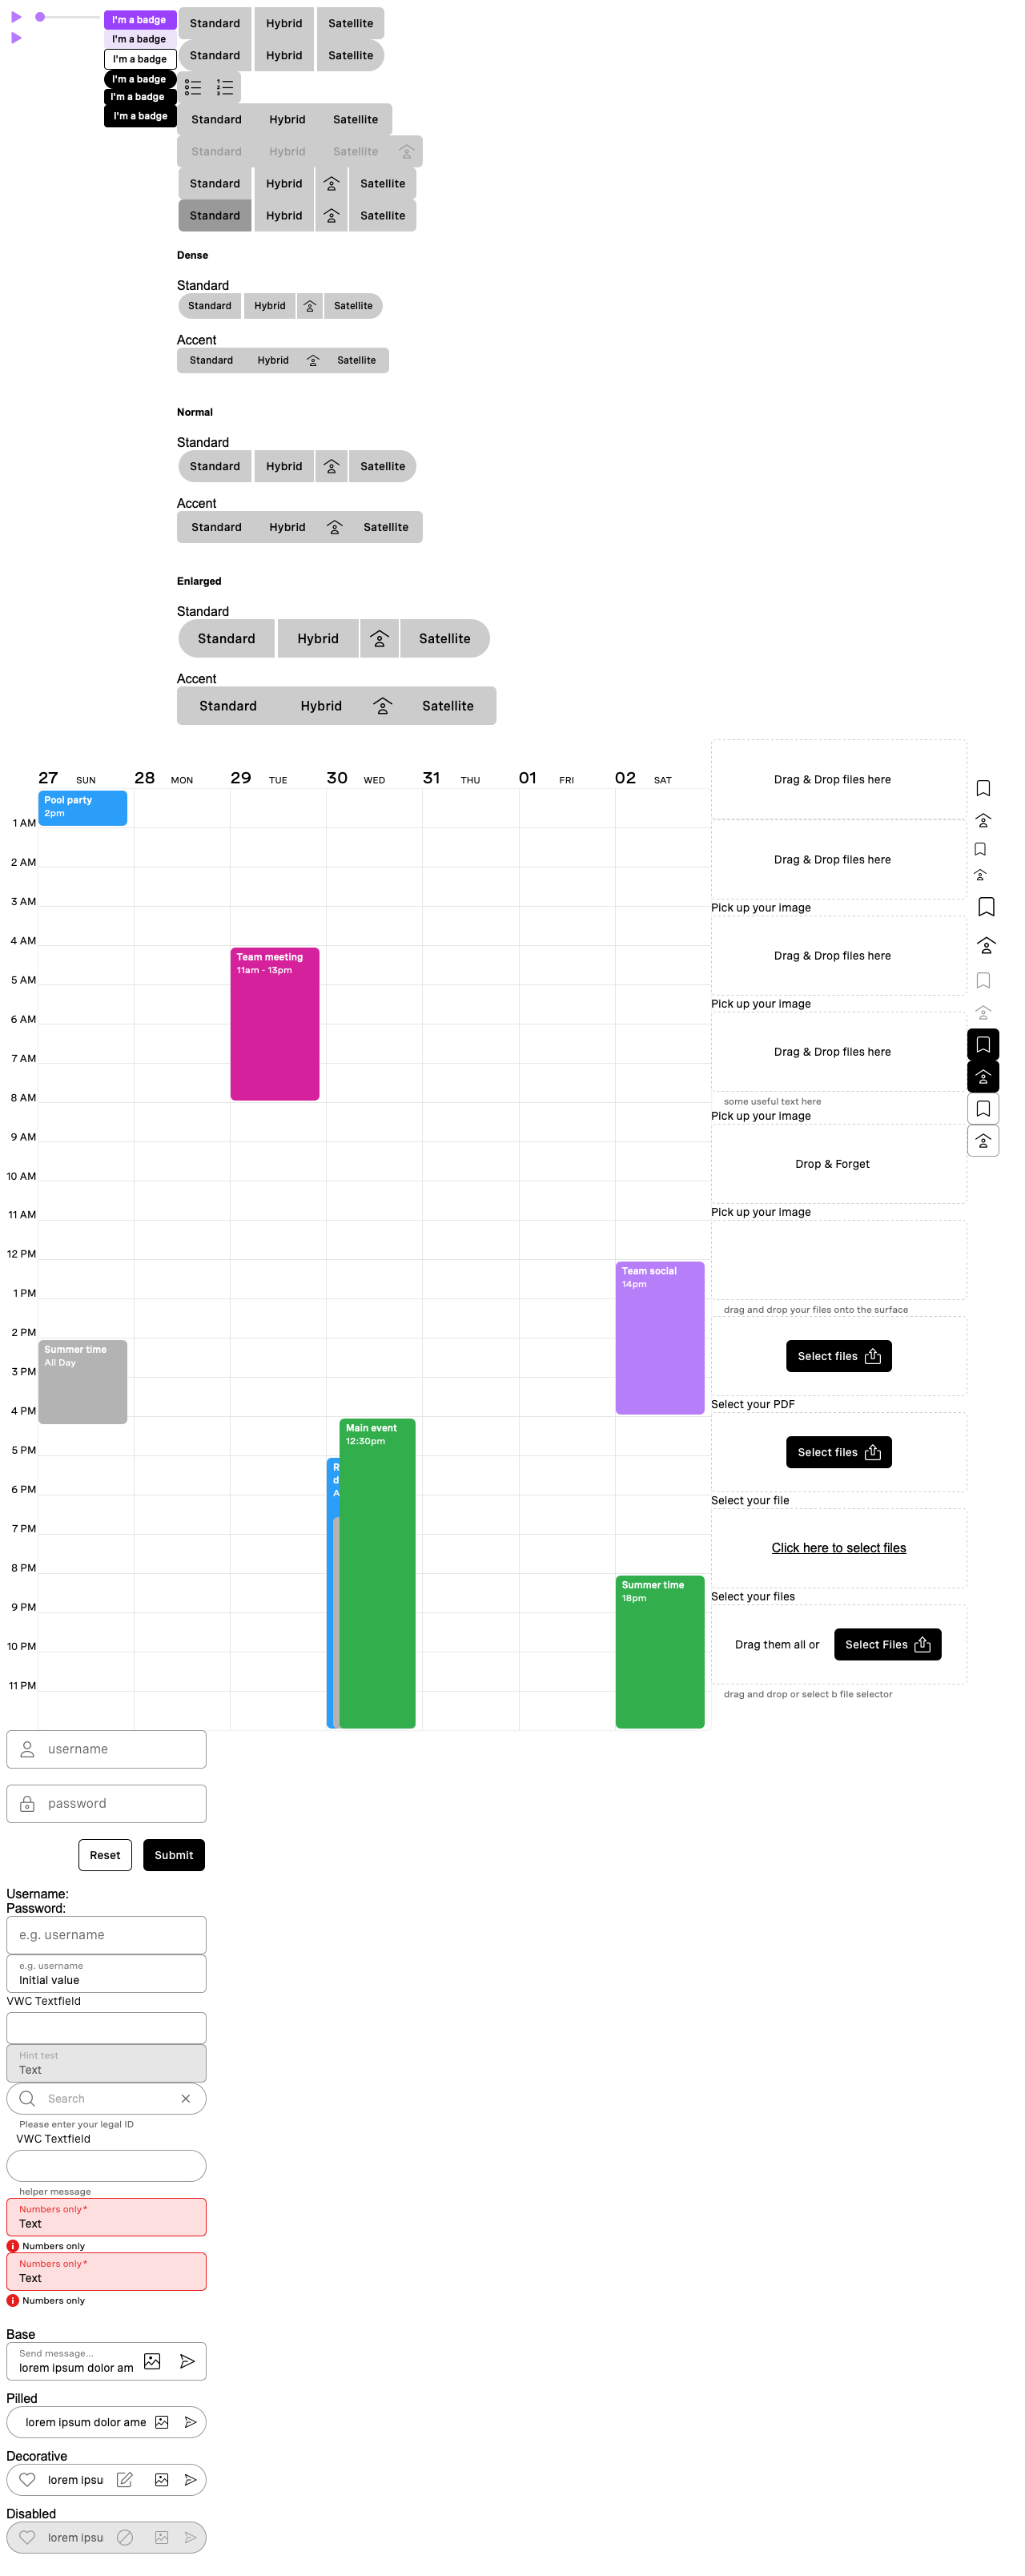 I'm a badge
I'm a badge
I'm a badge
I'm a badge
I'm a badge
I'm a badge
Standard Hybrid Satellite
Standard Hybrid Satellite
Standard Hybrid Satellite
Standard Hybrid Satellite
Standard Hybrid Satellite
Standard Hybrid Satellite
Dense
Standard
Standard Hybrid Satellite
Accent
Standard Hybrid Satellite
Normal
Standard
Standard Hybrid Satellite
Accent
Standard Hybrid Satellite
Enlarged
Standard
Standard Hybrid Satellite
Accent
Standard Hybrid Satellite
27 SUN 28 MON 29 TUE 30 WED 31 THU 01 FRI 02 SAT
1 AM
2 AM
3 AM
4 AM
5 AM
6 AM
7 AM
8 AM
9 AM
10 AM
11 AM
12 PM
1 PM
2 PM
3 PM
4 PM
5 PM
6 PM
7 PM
8 PM
9 PM
10 PM
11 PM
Pool party
2pm
Summer time
All Day
Team meeting
11am - 13pm
R
d
A
Main event
12:30pm
Team social
14pm
Summer time
18pm
Drag & Drop files here
Drag & Drop files here
Pick up your image
Drag & Drop files here
Pick up your image
Drag & Drop files here
some useful text here
Pick up your image
Drop & Forget
Pick up your image
drag and drop your files onto the surface
Select files
Select your PDF
Select files
Select your file
Click here to select files
Select your files
Drag them all or Select Files
drag and drop or select b file selector
username
password
Reset Submit
Username:
Password:
e.g. username
e.g. username
Initial value
VWC Textfield
Hint test
Text
Search
Please enter your legal ID
VWC Textfield
helper message
Numbers only*
Text
Numbers only
Numbers only*
Text
Numbers only
Base
Send message...
lorem ipsum dolor am
Pilled
lorem ipsum dolor ame
Decorative
lorem ipsu
Disabled
lorem ipsu